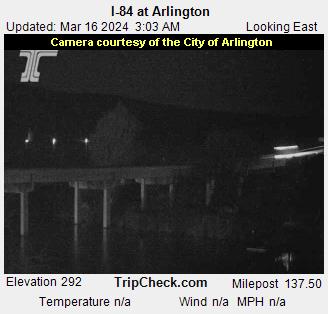 I-84 at Arlington
Updated: Mar 16 2024 3:03 AM Looking East
Camera courtesy of the City of Arlington
Elevation 292 TripCheck.com Milepost 137.50
Temperature n/a Wind n/a MPH n/a